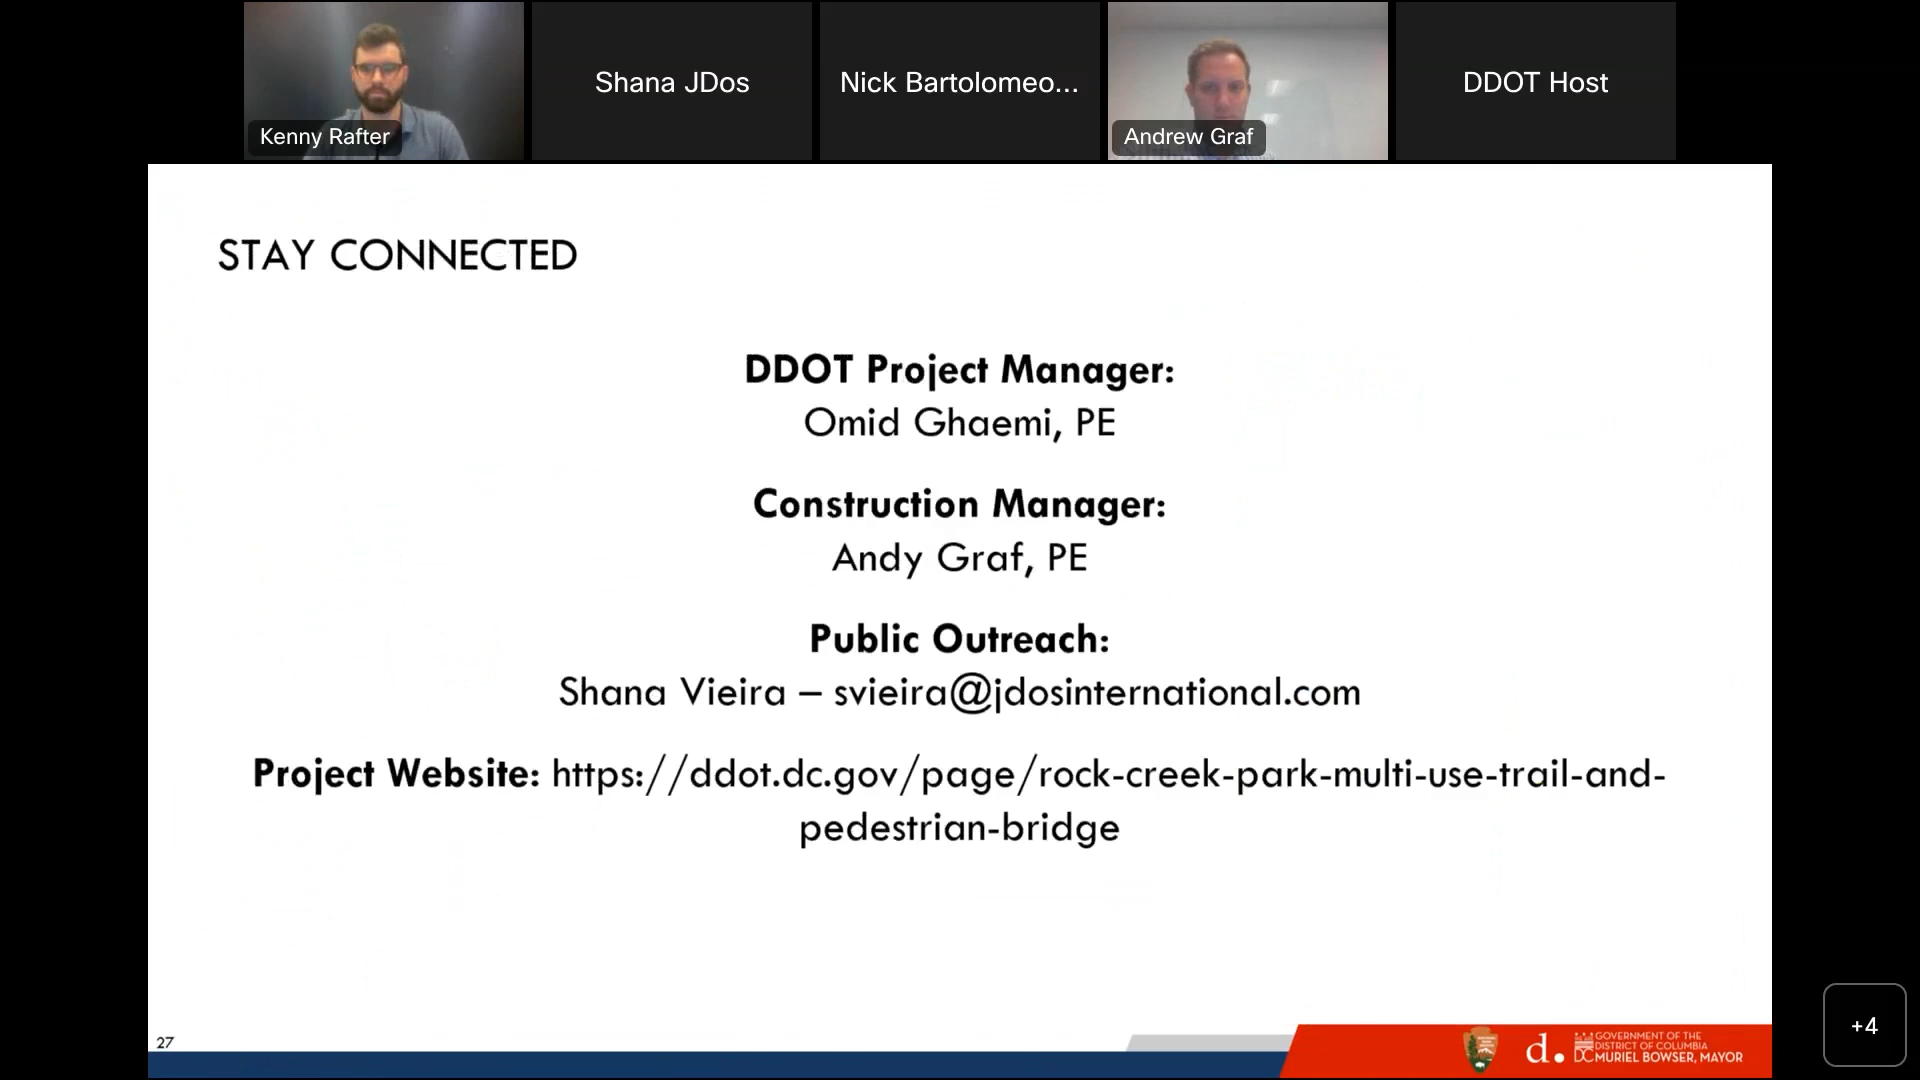 Kenny Rafter
Shana JDos
Nick Bartolomeo...
Andrew Graf
DDOT Host
STAY CONNECTED
DDOT Project Manager:
Omid Ghaemi, PE
Construction Manager:
Andy Graf, PE
Public Outreach:
Shana Vieira – svieira@jdosinternational.com
Project Website: https://ddot.dc.gov/page/rock-creek-park-multi-use-trail-and-
pedestrian-bridge
27
d.
GOVERNMENT OF THE
DISTRICT OF COLUMBIA
DC MURIEL BOWSER, MAYOR
+4